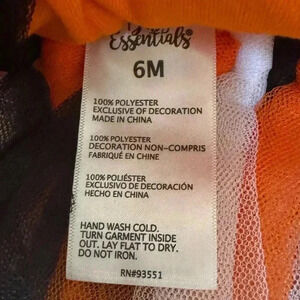 Essentials
6M
100% POLYESTER
EXCLUSIVE OF DECORATION
MADE IN CHINA
100% POLYESTER
DECORATION NON-COMPRIS
FABRIQUÉ EN CHINE
100% POLIÉSTER
EXCLUSIVO DE DECORACIÓN
HECHO EN CHINA
HAND WASH COLD.
TURN GARMENT INSIDE
OUT. LAY FLAT TO DRY.
DO NOT IRON.
RN#93551